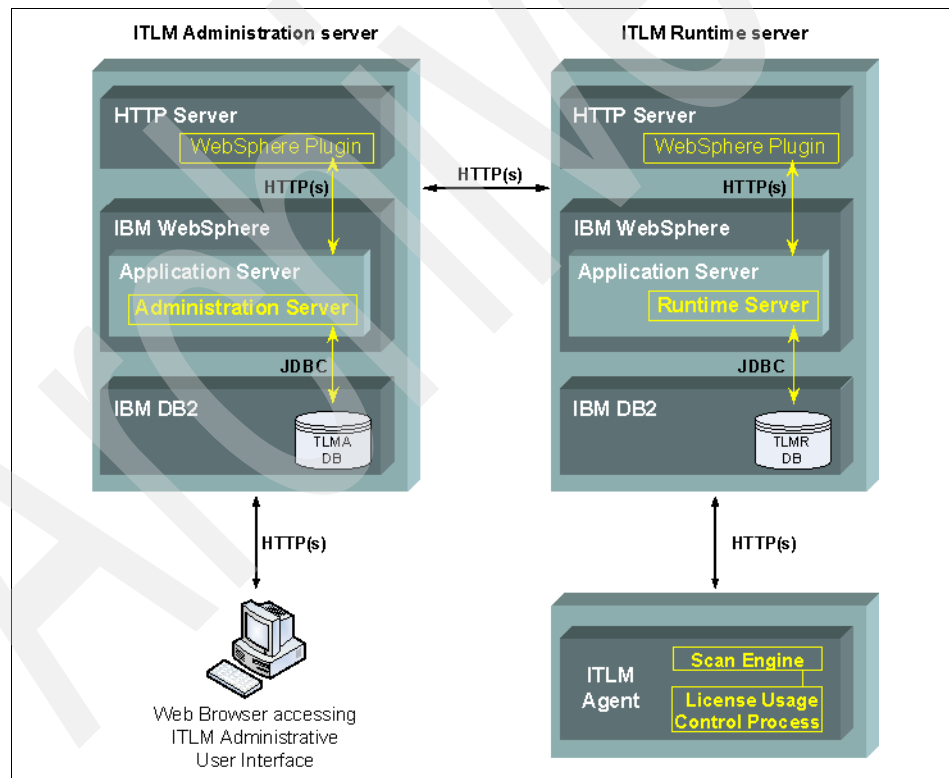 ITLM Administration server
HTTP Server
WebSphere Plugin
HTTP(s)
IBM WebSphere
Application Server
Administration Server
JDBC
IBM DB2
TLMA
DB
HTTP(s)
Web Browser accessing
ITLM Administrative
User Interface
HTTP(s)
ITLM Runtime server
HTTP Server
WebSphere Plugin
HTTP(s)
IBM WebSphere
Application Server
Runtime Server
JDBC
IBM DB2
TLMR
DB
HTTP(s)
ITLM
Agent
Scan Engine
License Usage
Control Process
Archive